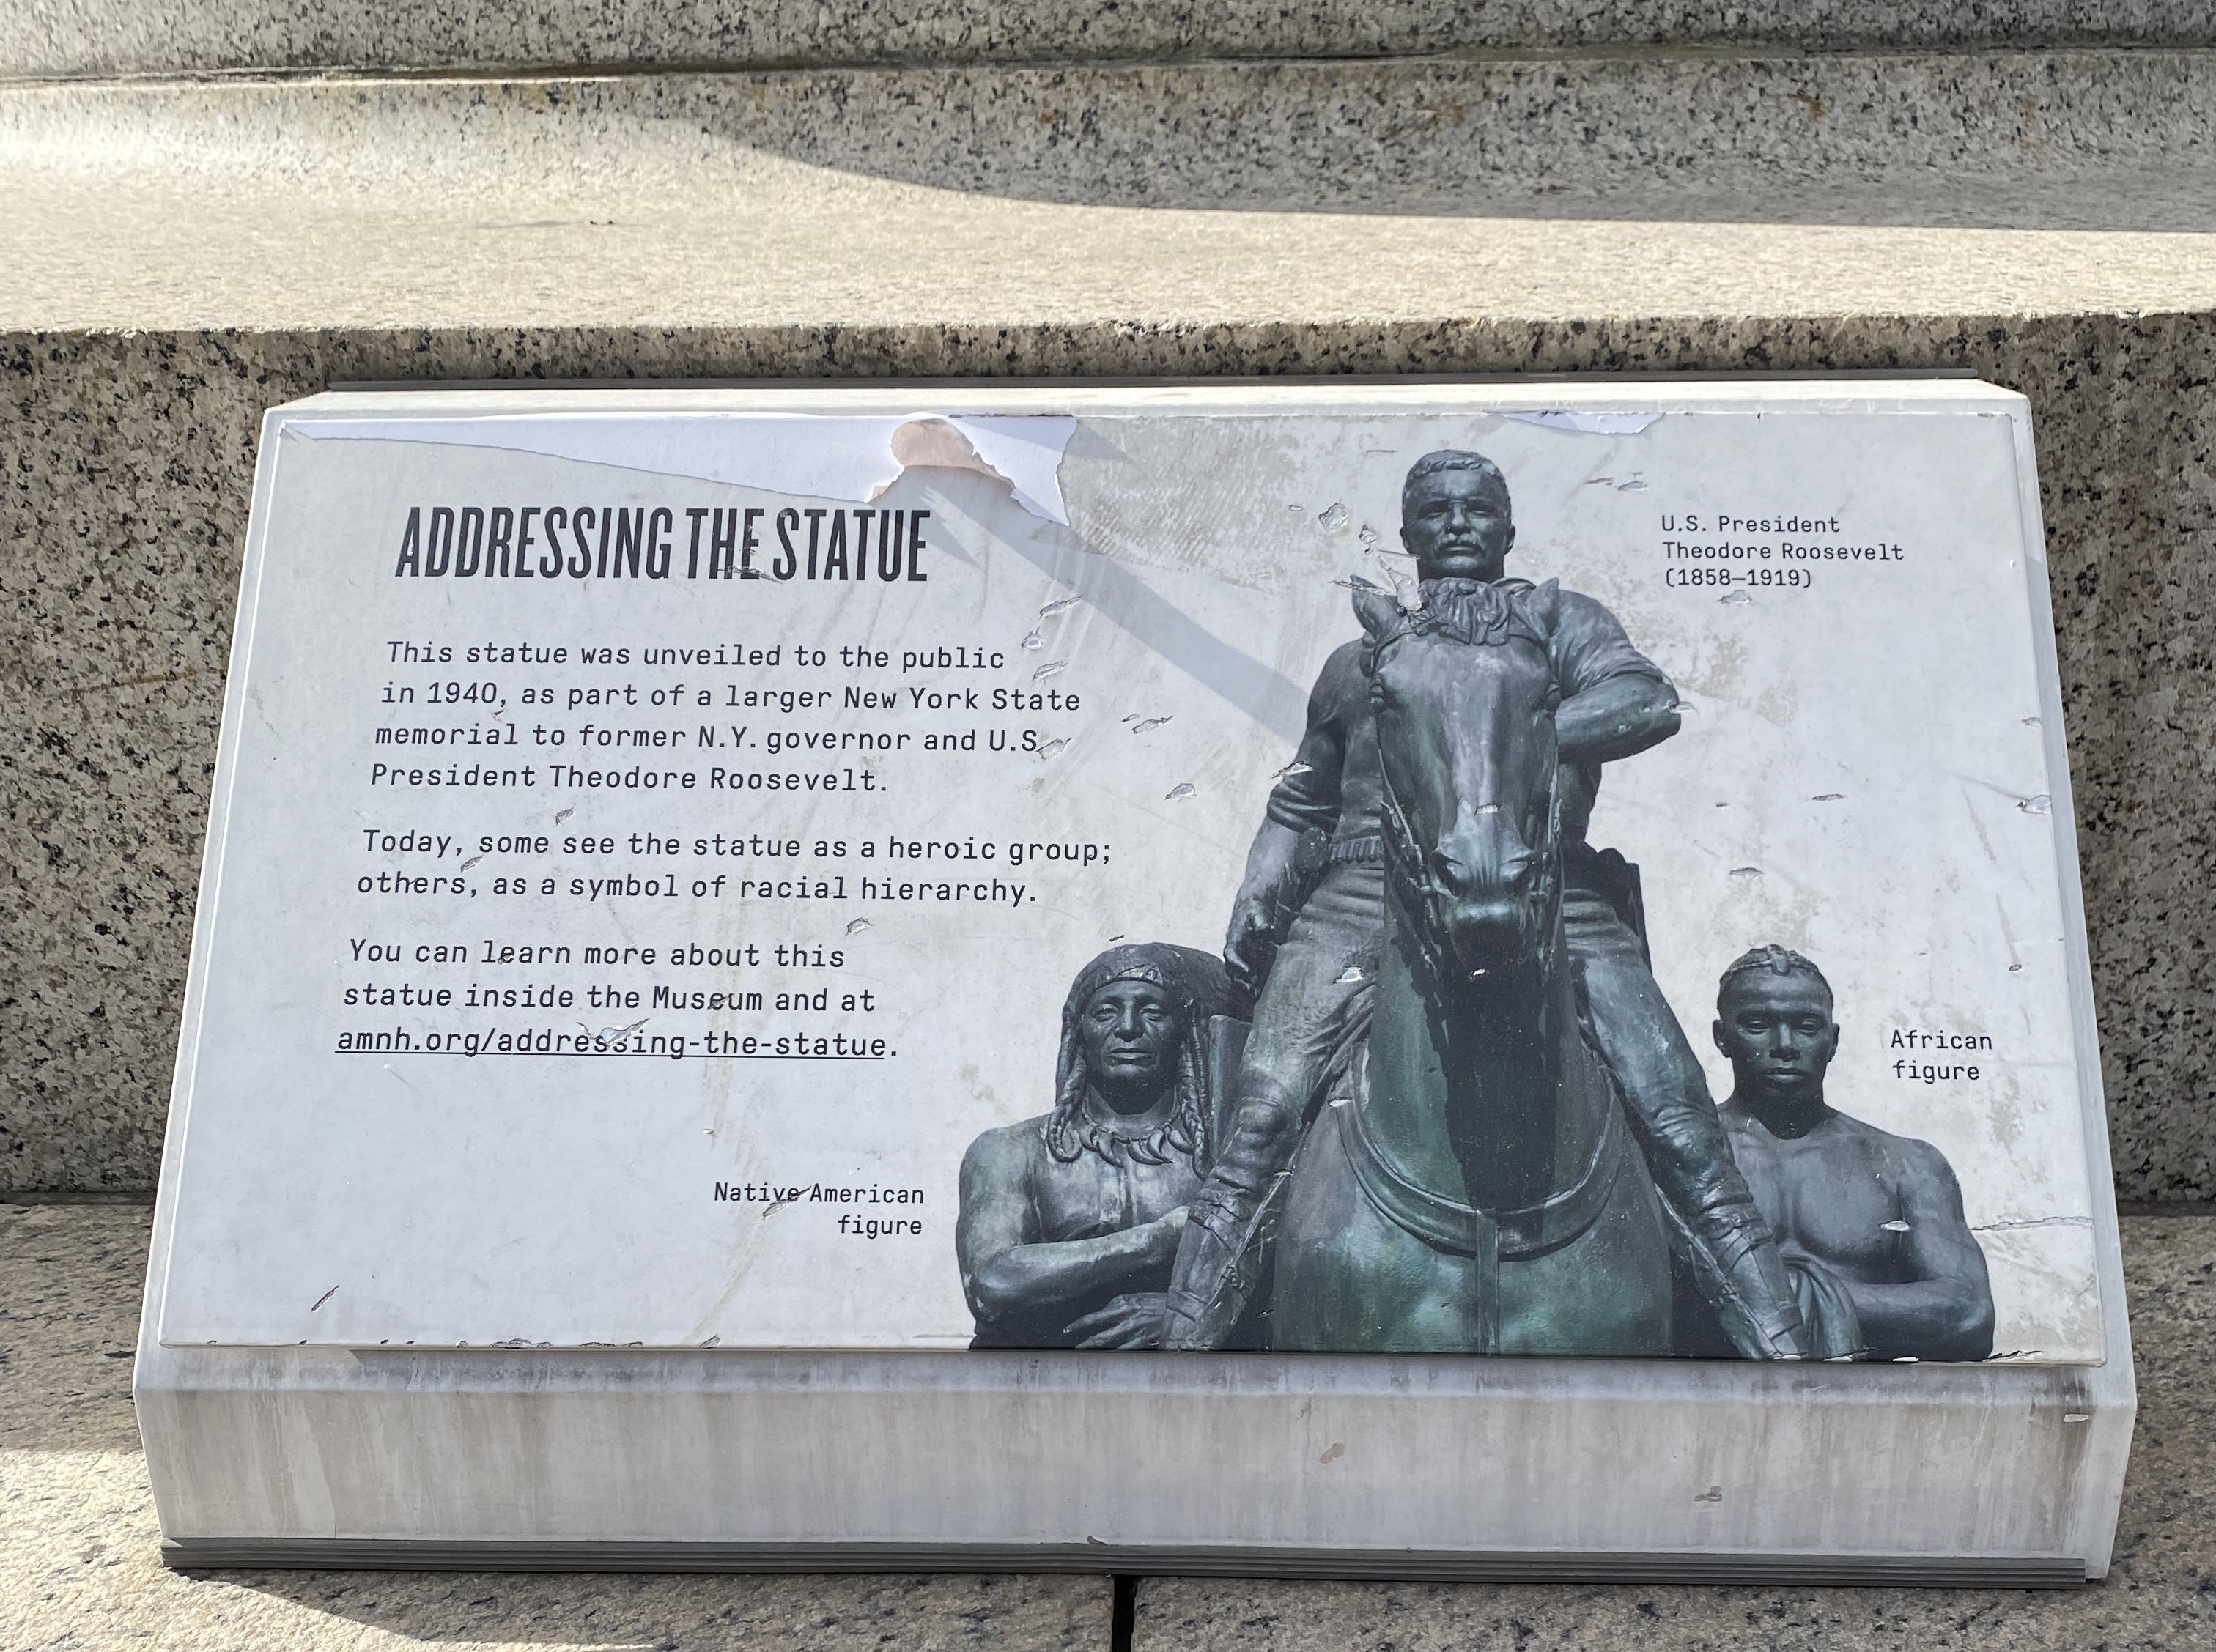 ADDRESSING THE STATUE
This statue was unveiled to the public
in 1940, as part of a larger New York State
memorial to former N.Y. governor and U.S.
President Theodore Roosevelt.
Today, some see the statue as a heroic group;
others, as a symbol of racial hierarchy.
You can learn more about this
statue inside the Museum and at
amnh.org/addressing-the-statue.
U.S. President
Theodore Roosevelt
(1858–1919)
African
figure
Native American
figure